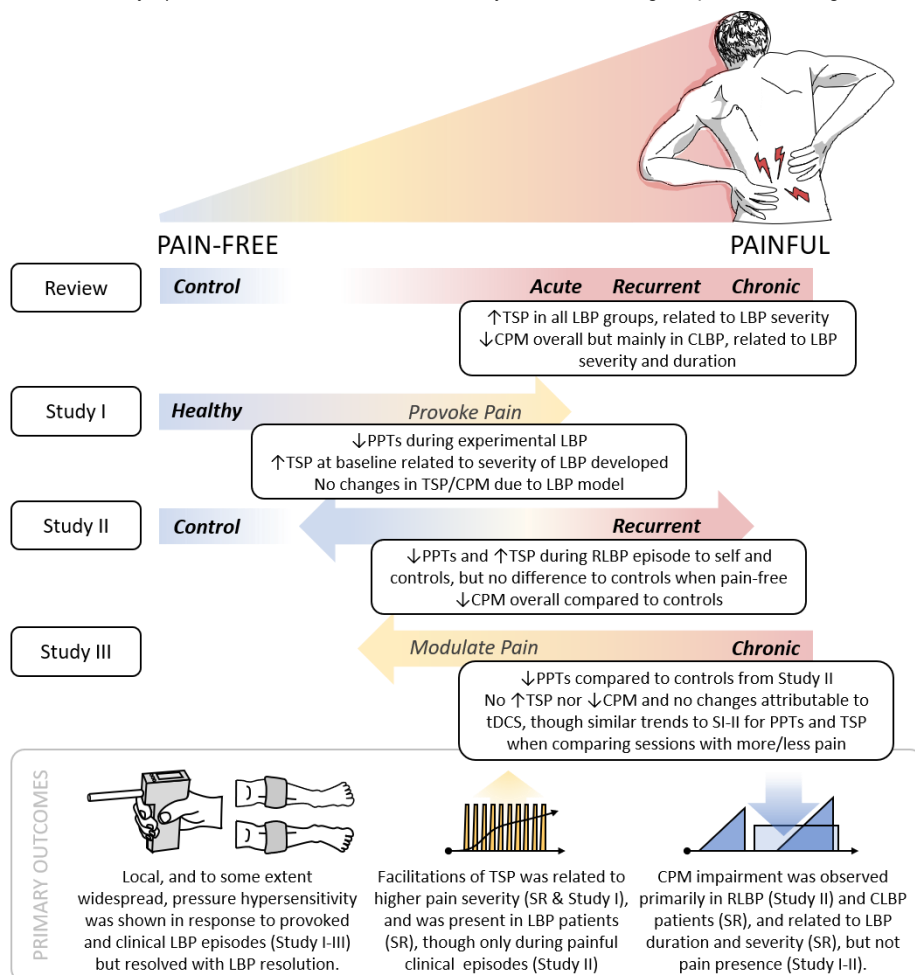 PAIN-FREE
PAINFUL
Review
Control
Acute
Recurrent
Chronic
↑TSP in all LBP groups, related to LBP severity
↓CPM overall but mainly in CLBP, related to LBP
severity and duration
Study I
Healthy
Provoke Pain
↓PPTs during experimental LBP
↑TSP at baseline related to severity of LBP developed
No changes in TSP/CPM due to LBP model
Study II
Control
Recurrent
↓PPTs and ↑TSP during RLBP episode to self and
controls, but no difference to controls when pain-free
↓CPM overall compared to controls
Study III
Modulate Pain
Chronic
↓PPTs compared to controls from Study II
No ↑TSP nor ↓CPM and no changes attributable to
tDCS, though similar trends to SI-II for PPTs and TSP
when comparing sessions with more/less pain
PRIMARY OUTCOMES
Local, and to some extent
widespread, pressure hypersensitivity
was shown in response to provoked
and clinical LBP episodes (Study I-III)
but resolved with LBP resolution.
Facilitations of TSP was related to
higher pain severity (SR & Study I),
and was present in LBP patients
(SR), though only during painful
clinical episodes (Study II)
CPM impairment was observed
primarily in RLBP (Study II) and CLBP
patients (SR), and related to LBP
duration and severity (SR), but not
pain presence (Study I-II).